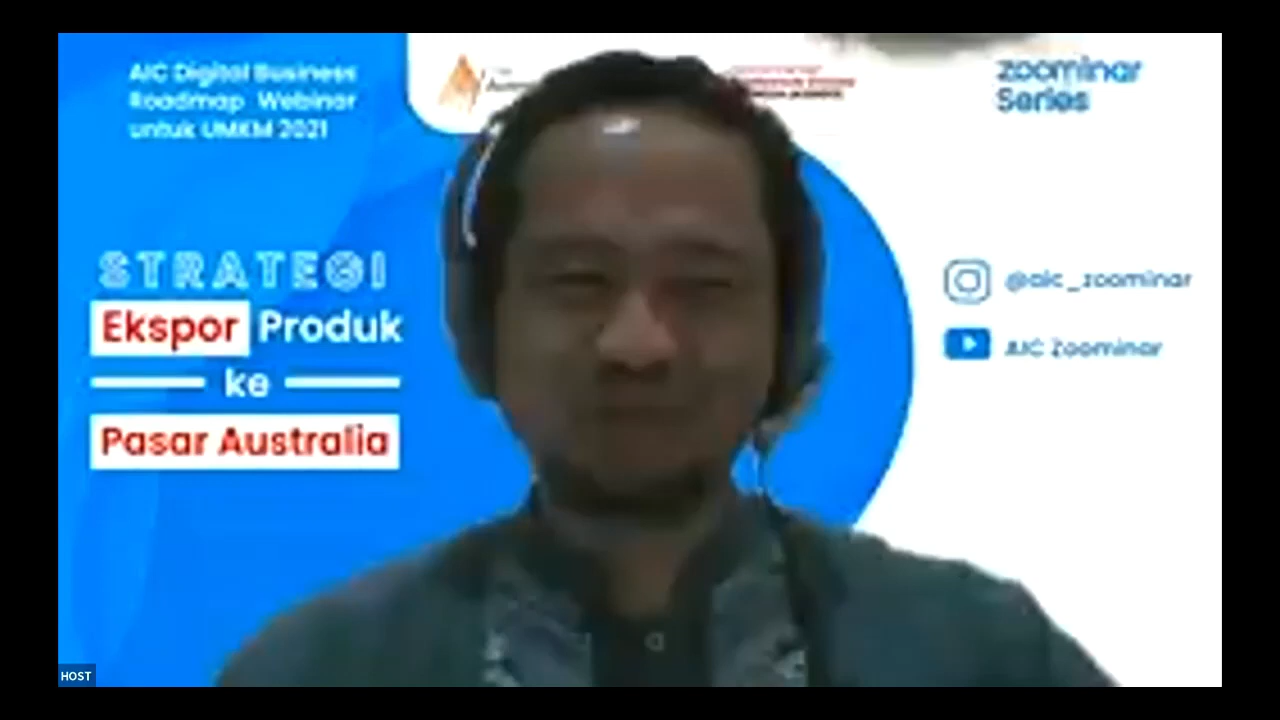 AIC Digital Business
Roadmap Webinar
untuk UMKM 2021
zoominar
Series
STRATEGI
Ekspor Produk
ke
Pasar Australia
@aic_zoominar
AIC Zoominar
HOST